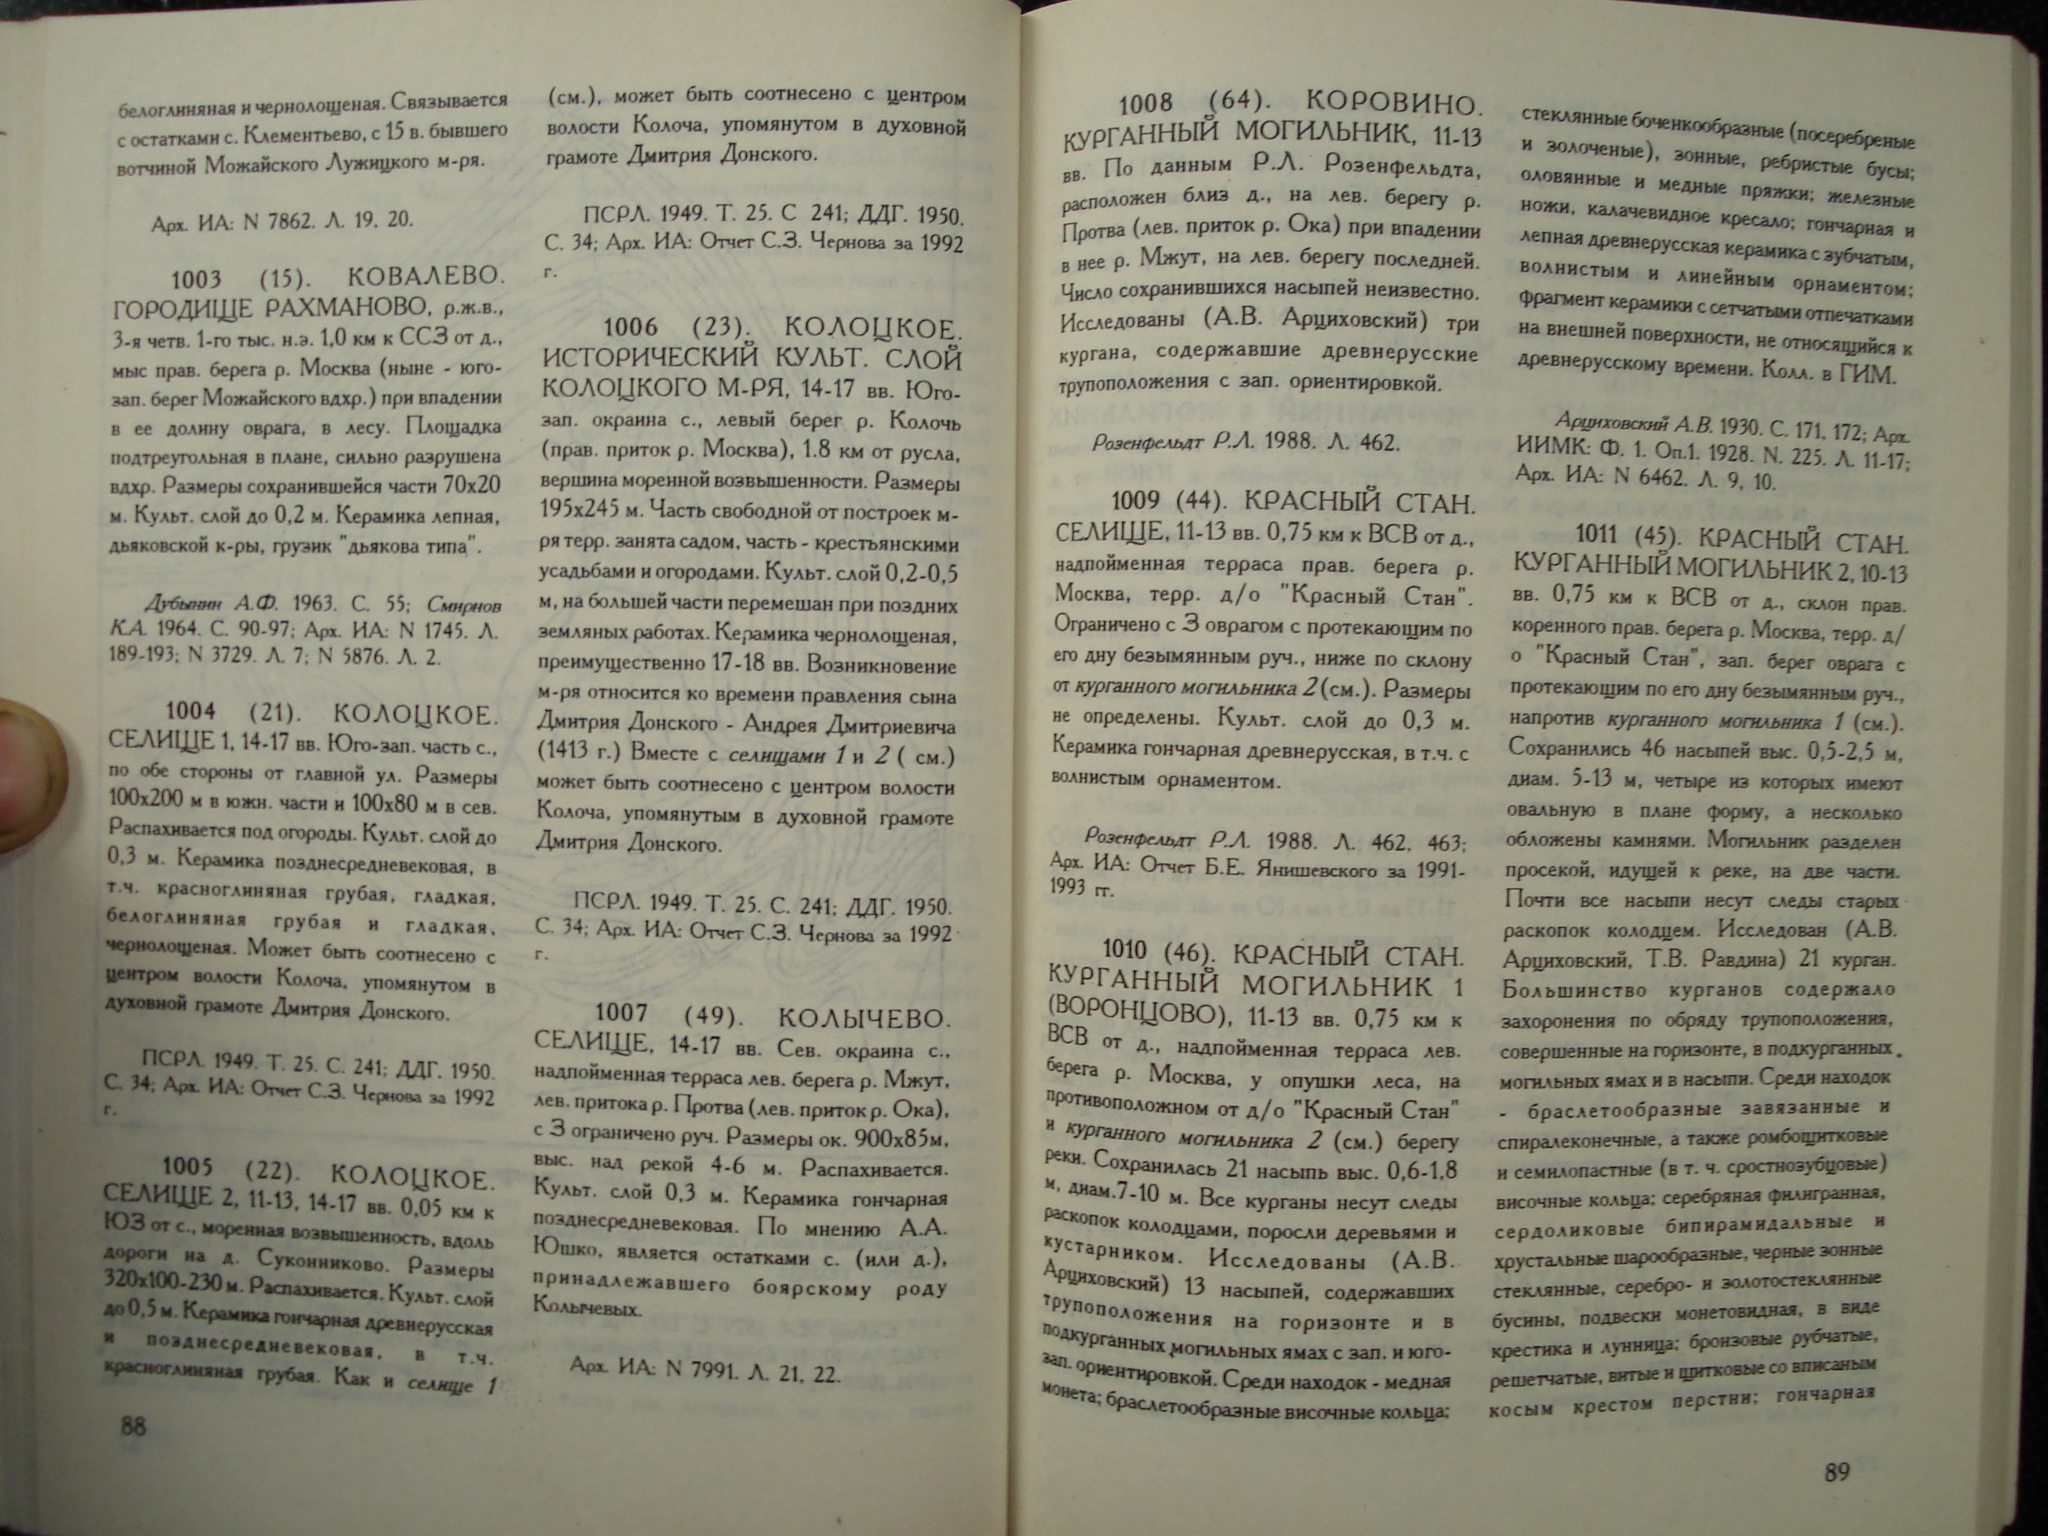 белоглиняная и чернолощеная. Связывается
с остатками с. Клементьево, с 15 в. бывшего
вотчиной Можайского Лужицкого м-ря.
Арх. ИА: N 7862. Л. 19, 20.
1003 (15). КОВАЛЕВО.
ГОРОДИЩЕ РАХМАНОВО, р.ж.в.,
3-я четв. 1-го тыс. н.э. 1,0 км к ССЗ от д.,
мыс прав. берега р. Москва (ныне - юго-
зап. берег Можайского вдхр.) при впадении
в ее долину оврага, в лесу. Площадка
подтреугольная в плане, сильно разрушена
вдхр. Размеры сохранившейся части 70х20
м. Культ. слой до 0,2 м. Керамика лепная,
дьяковской к-ры, грузик "дьякова типа".
Дубынин А.Ф. 1963. С. 55; Смирнов
К.А. 1964. С. 90-97; Арх. ИА: N 1745. Л.
189-193; N 3729. Л. 7; N 5876. Л. 2.
1004 (21). КОЛОЦКОЕ.
СЕЛИЩЕ 1, 14-17 вв. Юго-зап. часть с.,
по обе стороны от главной ул. Размеры
100х200 м в южн. части и 100х80 м в сев.
Распахивается под огороды. Культ. слой до
0,3 м. Керамика позднесредневековая, в
т.ч. красноглиняная грубая, гладкая,
белоглиняная грубая и гладкая,
чернолощеная. Может быть соотнесено с
центром волости Колоча, упомянутом в
духовной грамоте Дмитрия Донского.
ПСРЛ. 1949. Т. 25. С. 241; ДДГ. 1950.
С. 34; Арх. ИА: Отчет С.З. Чернова за 1992
г.
1005 (22). КОЛОЦКОЕ.
СЕЛИЩЕ 2, 11-13, 14-17 вв. 0,05 км к
ЮЗ от с., моренная возвышенность, вдоль
дороги на д. Суконниково. Размеры
320х100-230 м. Распахивается. Культ. слой
до 0,5 м. Керамика гончарная древнерусская
и позднесредневековая, в т.ч.
красноглиняная грубая. Как и селище 1
88
(см.), может быть соотнесено с центром
волости Колоча, упомянутом в духовной
грамоте Дмитрия Донского.
ПСРЛ. 1949. Т. 25. С 241; ДДГ. 1950.
С. 34; Арх. ИА: Отчет С.З. Чернова за 1992
г.
1006 (23). КОЛОЦКОЕ.
ИСТОРИЧЕСКИЙ КУЛЬТ. СЛОЙ
КОЛОЦКОГО М-РЯ, 14-17 вв. Юго-
зап. окраина с., левый берег р. Колочь
(прав. приток р. Москва), 1.8 км от русла,
вершина моренной возвышенности. Размеры
195х245 м. Часть свободной от построек м-
ря терр. занята садом, часть - крестьянскими
усадьбами и огородами. Культ. слой 0,2-0,5
м, на большей части перемешан при поздних
земляных работах. Керамика чернолощеная,
преимущественно 17-18 вв. Возникновение
м-ря относится ко времени правления сына
Дмитрия Донского - Андрея Дмитриевича
(1413 г.) Вместе с селищами 1 и 2 ( см.)
может быть соотнесено с центром волости
Колоча, упомянутым в духовной грамоте
Дмитрия Донского.
ПСРЛ. 1949. Т. 25. С. 241; ДДГ. 1950.
С. 34; Арх. ИА: Отчет С.З. Чернова за 1992
г.
1007 (49). КОЛЫЧЕВО.
СЕЛИЩЕ, 14-17 вв. Сев. окраина с.,
надпойменная терраса лев. берега р. Мжут,
лев. притока р. Протва (лев. приток р. Ока),
с З ограничено руч. Размеры ок. 900х85м,
выс. над рекой 4-6 м. Распахивается.
Культ. слой 0,3 м. Керамика гончарная
позднесредневековая. По мнению А.А.
Юшко, является остатками с. (или д.),
принадлежавшего боярскому роду
Колычевых.
Арх. ИА: N 7991. Л. 21, 22.
1008 (64). КОРОВИНО.
КУРГАННЫЙ МОГИЛЬНИК, 11-13
вв. По данным Р.Л. Розенфельдта,
расположен близ д., на лев. берегу р.
Протва (лев. приток р. Ока) при впадении
в нее р. Мжут, на лев. берегу последней.
Число сохранившихся насыпей неизвестно.
Исследованы (А.В. Арциховский) три
кургана, содержавшие древнерусские
трупоположения с зап. ориентировкой.
Розенфельдт Р.Л. 1988. Л. 462.
1009 (44). КРАСНЫЙ СТАН.
СЕЛИЩЕ, 11-13 вв. 0,75 км к ВСВ от д.,
надпойменная терраса прав. берега р.
Москва, терр. д/о "Красный Стан".
Ограничено с З оврагом с протекающим по
его дну безымянным руч., ниже по склону
от курганного могильника 2 (см.). Размеры
не определены. Культ. слой до 0,3 м.
Керамика гончарная древнерусская, в т.ч. с
волнистым орнаментом.
Розенфельдт Р.Л. 1988. Л. 462, 463;
Арх. ИА: Отчет Б.Е. Янишевского за 1991-
1993 гг.
1010 (46). КРАСНЫЙ СТАН.
КУРГАННЫЙ МОГИЛЬНИК 1
(ВОРОНЦОВО), 11-13 вв. 0,75 км к
ВСВ от д., надпойменная терраса лев.
берега р. Москва, у опушки леса, на
противоположном от д/о "Красный Стан"
и курганного могильника 2 (см.) берегу
реки. Сохранилась 21 насыпь выс. 0,6-1,8
м, диам.7-10 м. Все курганы несут следы
раскопок колодцами, поросли деревьями и
кустарником. Исследованы (А.В.
Арциховский) 13 насыпей, содержавших
трупоположения на горизонте и в
подкурганных могильных ямах с зап. и юго-
зап. ориентировкой. Среди находок - медная
монета; браслетообразные височные кольца;
стеклянные боченкообразные (посеребреные
и золоченые), зонные, ребристые бусы;
оловянные и медные пряжки; железные
ножи, калачевидное кресало; гончарная и
лепная древнерусская керамика с зубчатым,
волнистым и линейным орнаментом;
фрагмент керамики с сетчатыми отпечатками
на внешней поверхности, не относящийся к
древнерусскому времени. Колл. в ГИМ.
Арциховский А.В. 1930. С. 171, 172; Арх.
ИИМК: Ф. 1. Оп.1. 1928. N. 225. Л. 11-17;
Арх. ИА: N 6462. Л. 9, 10.
1011 (45). КРАСНЫЙ СТАН.
КУРГАННЫЙ МОГИЛЬНИК 2, 10-13
вв. 0,75 км к ВСВ от д., склон прав.
коренного прав. берега р. Москва, терр. д/
о "Красный Стан", зап. берег оврага с
протекающим по его дну безымянным руч.,
напротив курганного могильника 1 (см.).
Сохранились 46 насыпей выс. 0,5-2,5 м,
диам. 5-13 м, четыре из которых имеют
овальную в плане форму, а несколько
обложены камнями. Могильник разделен
просекой, идущей к реке, на две части.
Почти все насыпи несут следы старых
раскопок колодцем. Исследован (А.В.
Арциховский, Т.В. Равдина) 21 курган.
Большинство курганов содержало
захоронения по обряду трупоположения,
совершенные на горизонте, в подкурганных
могильных ямах и в насыпи. Среди находок
- браслетообразные завязанные и
спиралеконечные, а также ромбощитковые
и семилопастные (в т. ч. сростнозубцовые)
височные кольца; серебряная филигранная,
сердоликовые бипирамидальные и
хрустальные шарообразные, черные зонные
стеклянные, серебро- и золотостеклянные
бусины, подвески монетовидная, в виде
крестика и лунница; бронзовые рубчатые,
решетчатые, витые и щитковые со вписаным
косым крестом перстни; гончарная
89